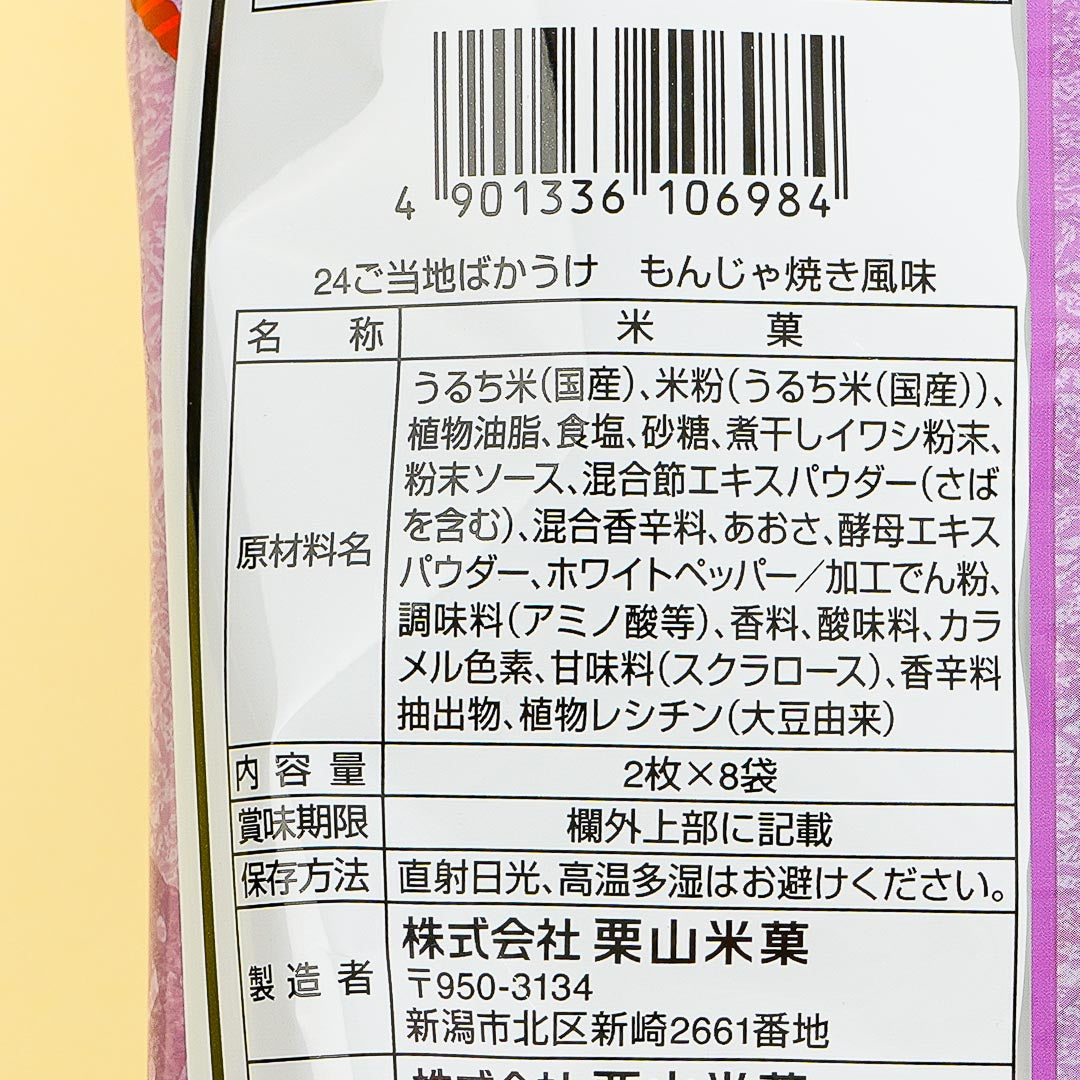 4 901336 106984
24ご当地ばかうけ　もんじゃ焼き風味
名称 米菓
原材料名
うるち米(国産)、米粉(うるち米(国産))、
植物油脂、食塩、砂糖、煮干しイワシ粉末、
粉末ソース、混合節エキスパウダー(さば
を含む)、混合香辛料、あおさ、酵母エキス
パウダー、ホワイトペッパー／加工でん粉、
調味料(アミノ酸等)、香料、酸味料、カラ
メル色素、甘味料(スクラロース)、香辛料
抽出物、植物レシチン(大豆由来)
内容量 2枚×8袋
賞味期限 欄外上部に記載
保存方法 直射日光、高温多湿はお避けください。
製造者
株式会社 栗山米菓
〒950-3134
新潟市北区新崎2661番地